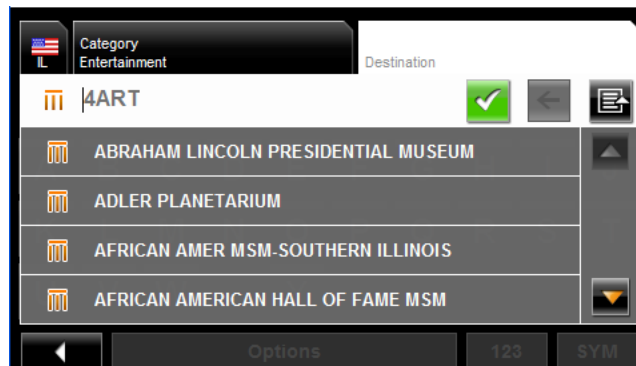 IL
Category
Entertainment
Destination
4ART
ABRAHAM LINCOLN PRESIDENTIAL MUSEUM
ADLER PLANETARIUM
AFRICAN AMER MSM-SOUTHERN ILLINOIS
AFRICAN AMERICAN HALL OF FAME MSM
Options 123 SYM